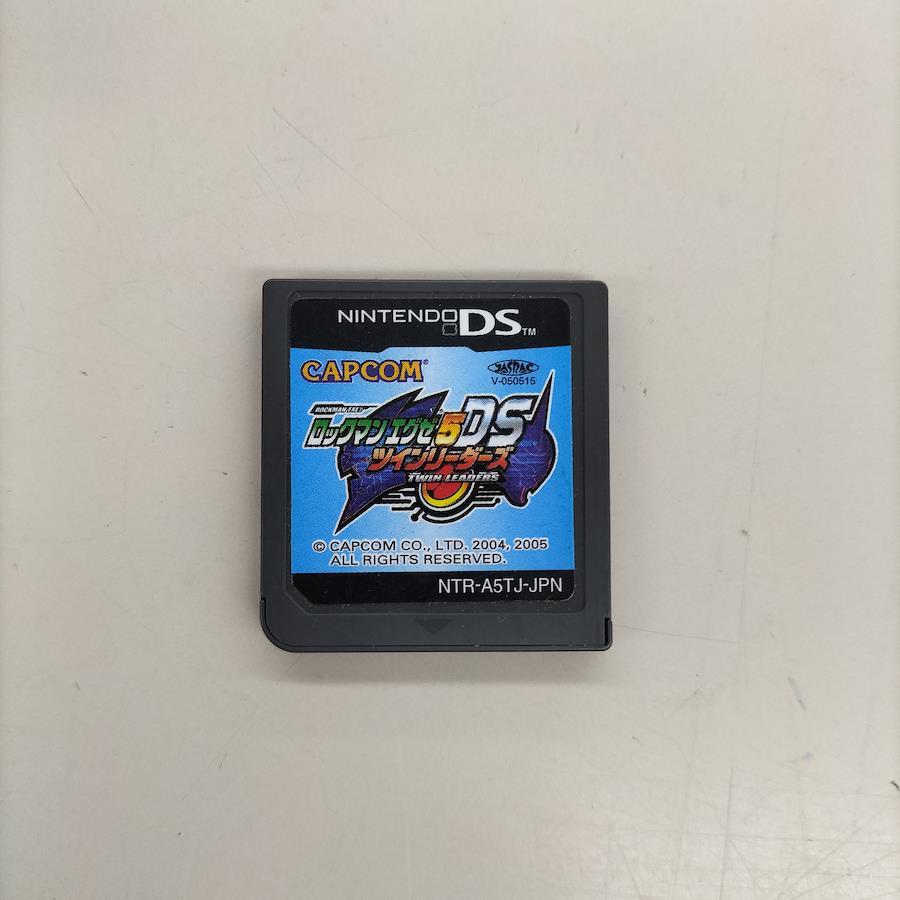 NINTENDO DS™
CAPCOM®
JASRAC
V-050515
ROCKMAN.EXE 5
ロックマンエグゼ5DS
ツインリーダーズ
TWIN LEADERS
© CAPCOM CO., LTD. 2004, 2005
ALL RIGHTS RESERVED.
NTR-A5TJ-JPN